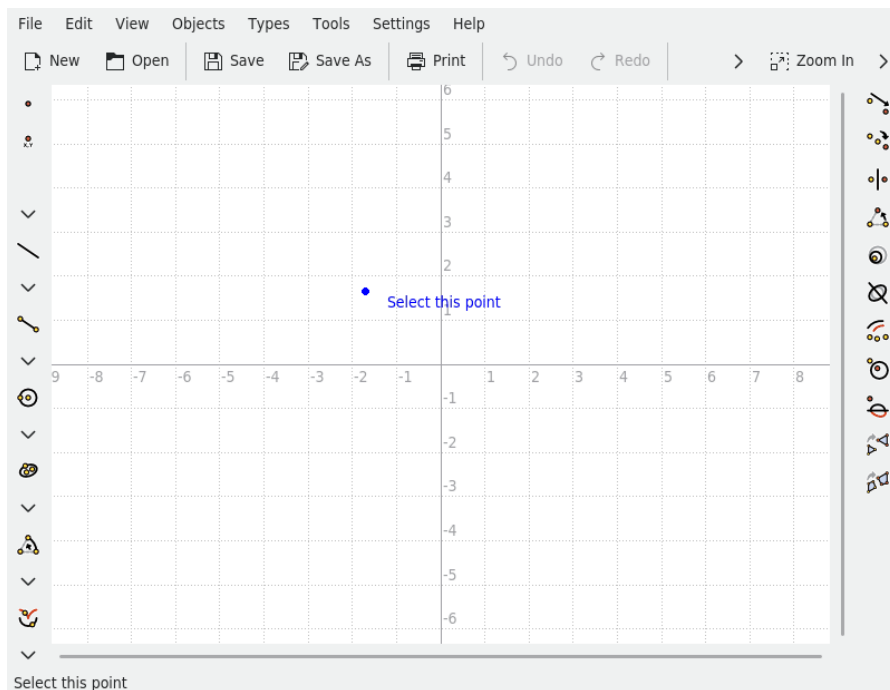 File Edit View Objects Types Tools Settings Help
New Open Save Save As Print Undo Redo Zoom In
x,y
6
5
4
3
2
Select this point
1
9 -8 -7 -6 -5 -4 -3 -2 -1 1 2 3 4 5 6 7 8
-1
-2
-3
-4
-5
-6
Select this point